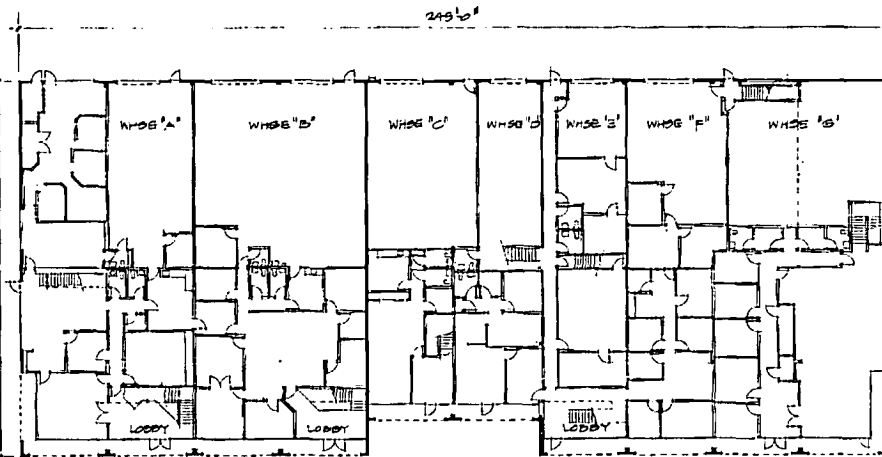 249'0"
WHSE "A"
WHSE "B"
WHSE "C"
WHSE "D"
WHSE "E"
WHSE "F"
WHSE "G"
LOBBY
LOBBY
LOBBY